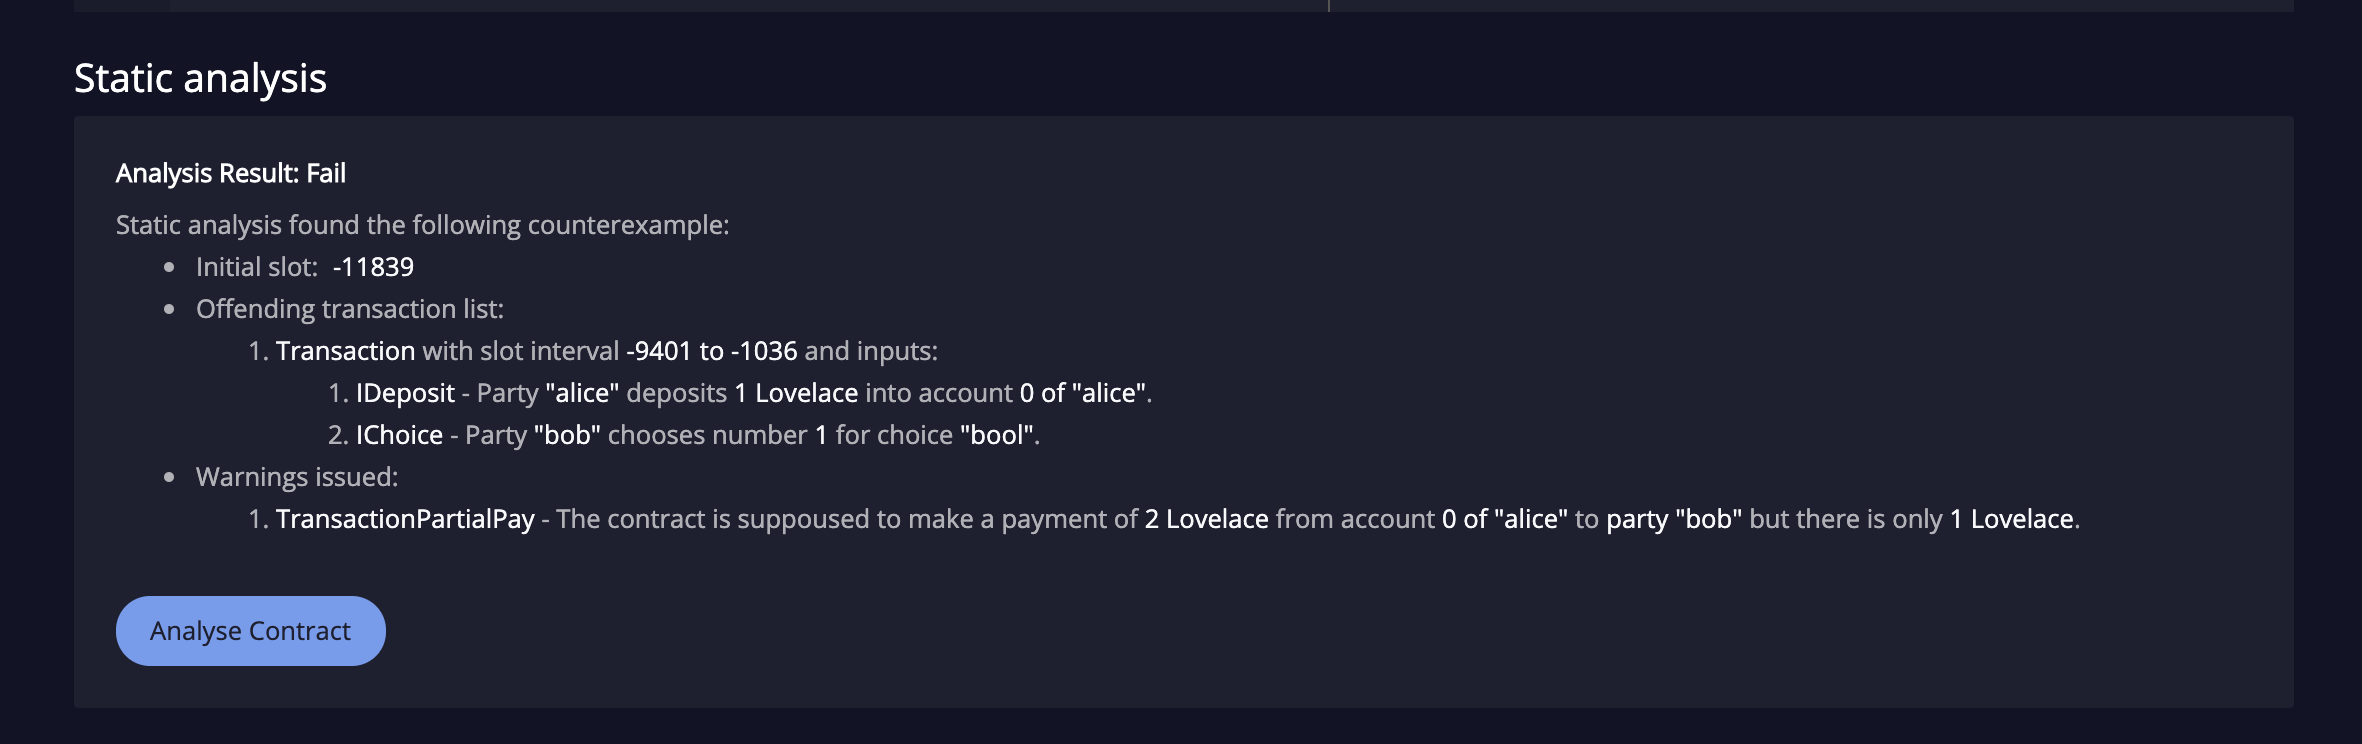 Static analysis
Analysis Result: Fail
Static analysis found the following counterexample:
• Initial slot: -11839
• Offending transaction list:
1. Transaction with slot interval -9401 to -1036 and inputs:
1. IDeposit - Party "alice" deposits 1 Lovelace into account 0 of "alice".
2. IChoice - Party "bob" chooses number 1 for choice "bool".
• Warnings issued:
1. TransactionPartialPay - The contract is suppoused to make a payment of 2 Lovelace from account 0 of "alice" to party "bob" but there is only 1 Lovelace.
Analyse Contract